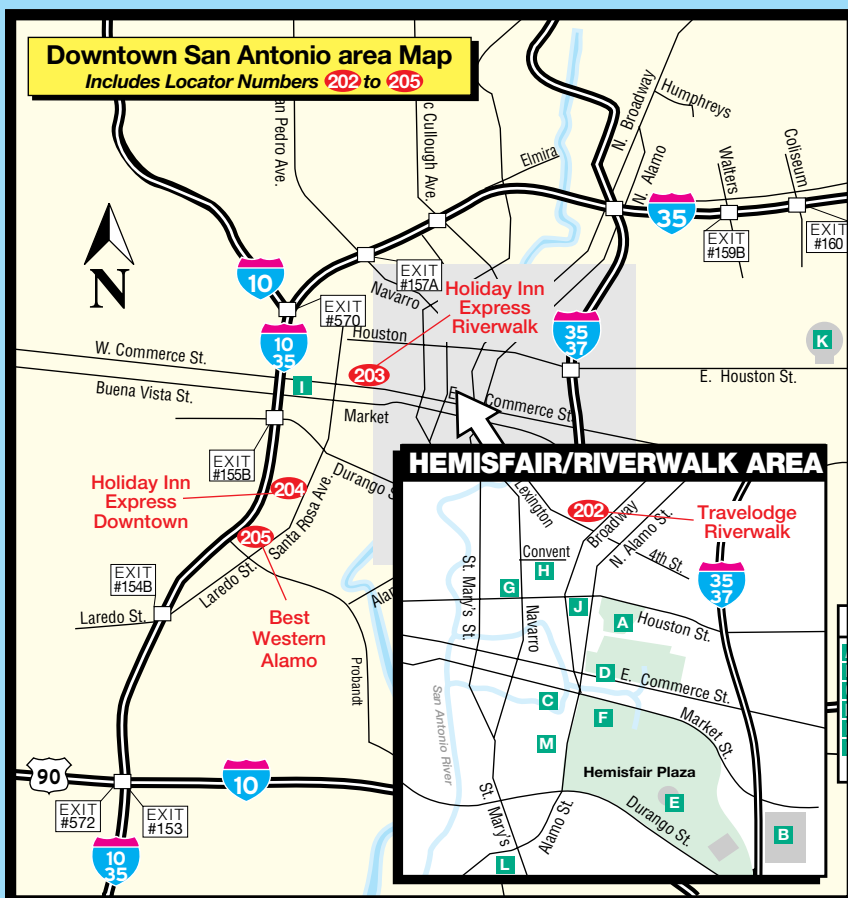 Downtown San Antonio area Map
Includes Locator Numbers 202 to 205
Pedro Ave.
Cullough Ave.
Elmira
N. Broadway
Humphreys
N. Alamo
Walters
Coliseum
35
EXIT
#159B
EXIT
#160
N
10
EXIT
#157A
EXIT
#570
Navarro
Holiday Inn
Express
Riverwalk
10
35
Houston
35
37
K
W. Commerce St.
203
E. Houston St.
I
Buena Vista St.
Market
E. Commerce St.
EXIT
#155B
Holiday Inn
Express
Downtown
204
Durango
Santa Rosa Ave.
205
EXIT
#154B
Laredo St.
Laredo St.
Best
Western
Alamo
Probandt
90
10
EXIT
#572
EXIT
#153
10
35
HEMISFAIR/RIVERWALK AREA
Lexington
202
Travelodge
Riverwalk
Broadway
N. Alamo St.
4th St.
Convent
H
St. Mary's St.
G
35
37
Navarro
J
A
Houston St.
D
E. Commerce St.
C
F
Market St.
San Antonio River
M
Hemisfair Plaza
E
St. Mary's
Alamo St.
Durango St.
B
L